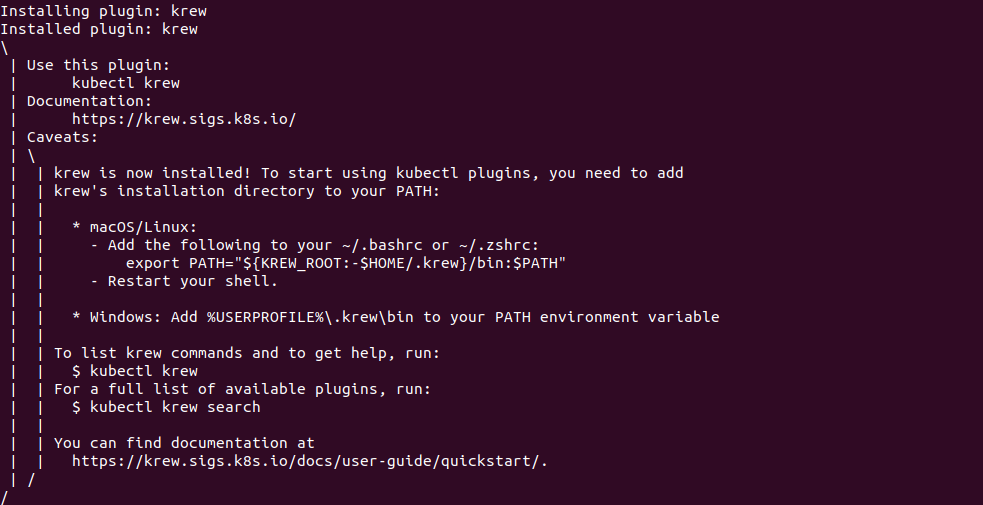 Installing plugin: krew
Installed plugin: krew
\
 | Use this plugin:
 |      kubectl krew
 | Documentation:
 |      https://krew.sigs.k8s.io/
 | Caveats:
 | \
 |  | krew is now installed! To start using kubectl plugins, you need to add
 |  | krew's installation directory to your PATH:
 |  |
 |  |   * macOS/Linux:
 |  |     - Add the following to your ~/.bashrc or ~/.zshrc:
 |  |         export PATH="${KREW_ROOT:-$HOME/.krew}/bin:$PATH"
 |  |     - Restart your shell.
 |  |
 |  |   * Windows: Add %USERPROFILE%\.krew\bin to your PATH environment variable
 |  |
 |  | To list krew commands and to get help, run:
 |  |   $ kubectl krew
 |  | For a full list of available plugins, run:
 |  |   $ kubectl krew search
 |  |
 |  | You can find documentation at
 |  |   https://krew.sigs.k8s.io/docs/user-guide/quickstart/.
 | /
/